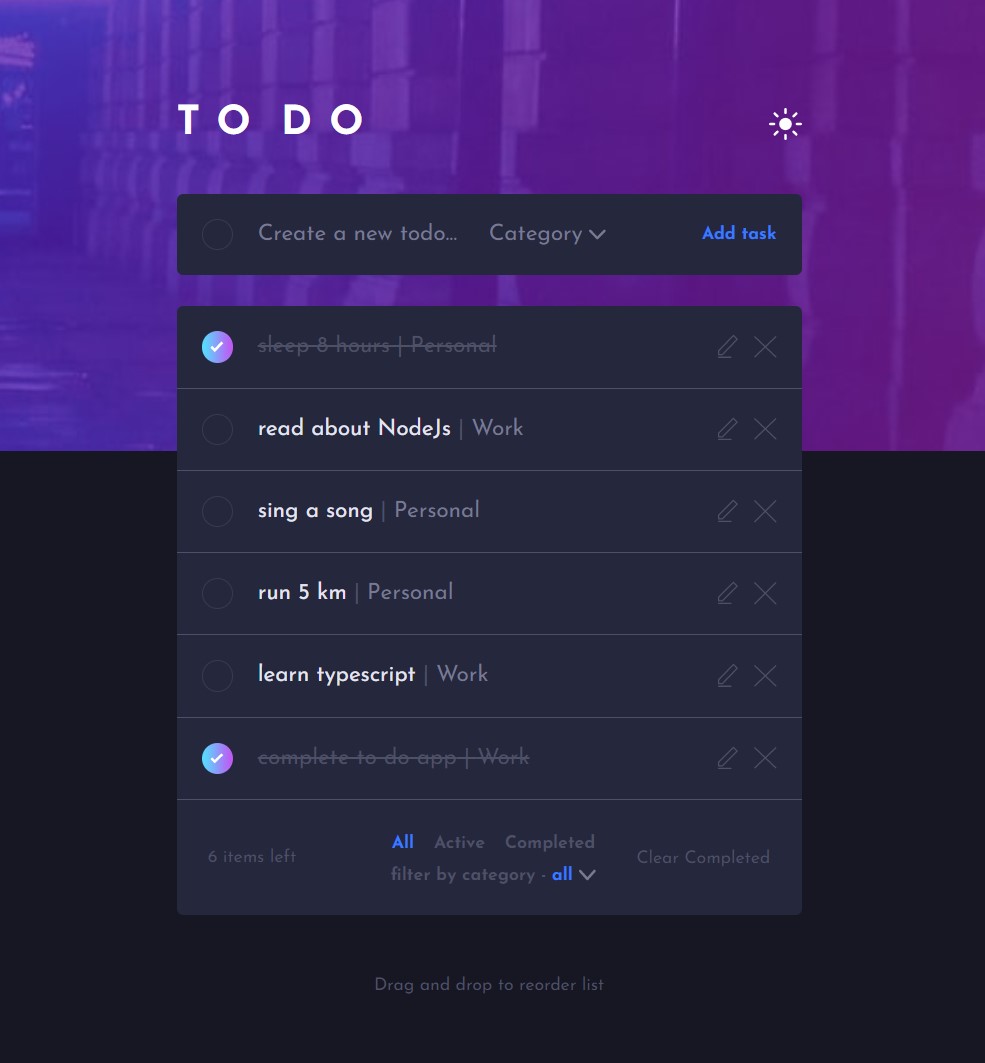 TO DO
Create a new todo... Category Add task
sleep 8 hours | Personal
read about NodeJs | Work
sing a song | Personal
run 5 km | Personal
learn typescript | Work
complete to do app | Work
6 items left All Active Completed Clear Completed
filter by category - all
Drag and drop to reorder list